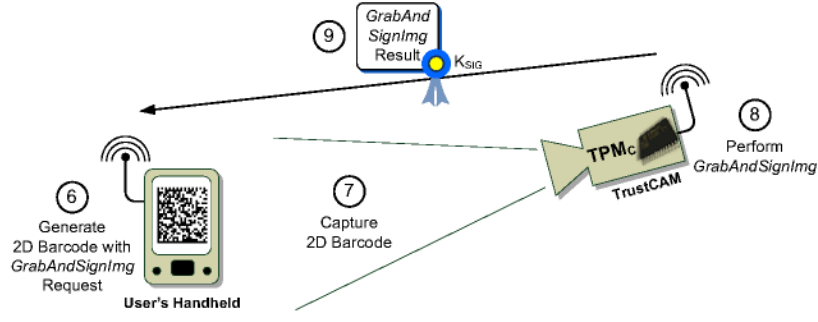 9
GrabAnd
SignImg
Result
KSIG
6
Generate
2D Barcode with
GrabAndSignImg
Request
User's Handheld
7
Capture
2D Barcode
TPMC
TrustCAM
8
Perform
GrabAndSignImg